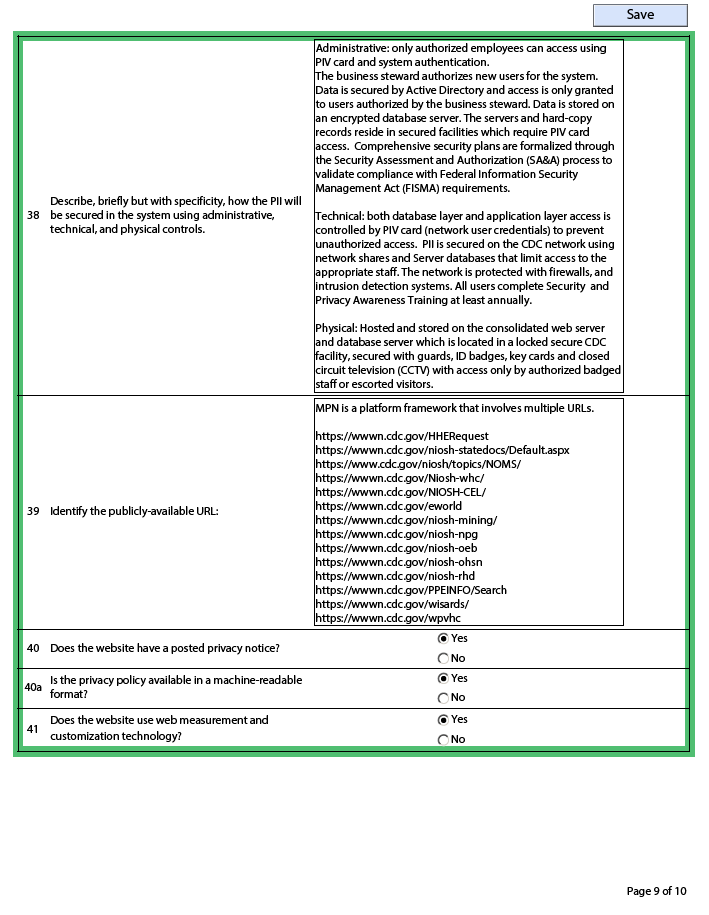 Save
Administrative: only authorized employees can access using
PIV card and system authentication.
The business steward authorizes new users for the system.
Data is secured by Active Directory and access is only granted
to users authorized by the business steward. Data is stored on
an encrypted database server. The servers and hard-copy
records reside in secured facilities which require PIV card
access.  Comprehensive security plans are formalized through
the Security Assessment and Authorization (SA&A) process to
validate compliance with Federal Information Security
Management Act (FISMA) requirements.
38
Describe, briefly but with specificity, how the PII will
be secured in the system using administrative,
technical, and physical controls.
Technical: both database layer and application layer access is
controlled by PIV card (network user credentials) to prevent
unauthorized access.  PII is secured on the CDC network using
network shares and Server databases that limit access to the
appropriate staff. The network is protected with firewalls, and
intrusion detection systems. All users complete Security  and
Privacy Awareness Training at least annually.
Physical: Hosted and stored on the consolidated web server
and database server which is located in a locked secure CDC
facility, secured with guards, ID badges, key cards and closed
circuit television (CCTV) with access only by authorized badged
staff or escorted visitors.
39
Identify the publicly-available URL:
MPN is a platform framework that involves multiple URLs.
https://wwwn.cdc.gov/HHERequest
https://wwwn.cdc.gov/niosh-statedocs/Default.aspx
https://www.cdc.gov/niosh/topics/NOMS/
https://wwwn.cdc.gov/Niosh-whc/
https://wwwn.cdc.gov/NIOSH-CEL/
https://wwwn.cdc.gov/eworld
https://wwwn.cdc.gov/niosh-mining/
https://wwwn.cdc.gov/niosh-npg
https://wwwn.cdc.gov/niosh-oeb
https://wwwn.cdc.gov/niosh-ohsn
https://wwwn.cdc.gov/niosh-rhd
https://wwwn.cdc.gov/PPEINFO/Search
https://wwwn.cdc.gov/wisards/
https://wwwn.cdc.gov/wpvhc
40
Does the website have a posted privacy notice?
Yes
No
40a
Is the privacy policy available in a machine-readable
format?
Yes
No
41
Does the website use web measurement and
customization technology?
Yes
No
Page 9 of 10